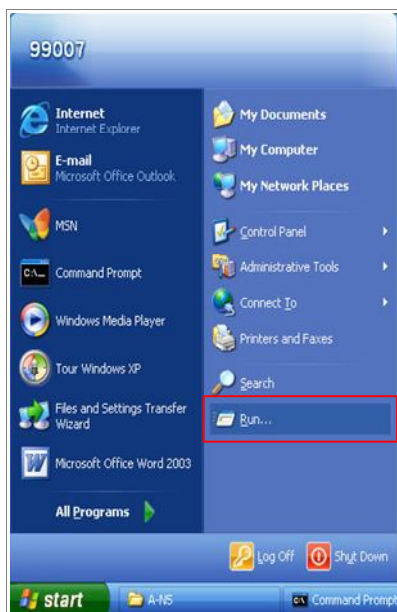 99007
Internet
Internet Explorer
E-mail
Microsoft Office Outlook
MSN
Command Prompt
Windows Media Player
Tour Windows XP
Files and Settings Transfer
Wizard
Microsoft Office Word 2003
All Programs
My Documents
My Computer
My Network Places
Control Panel
Administrative Tools
Connect To
Printers and Faxes
Search
Run...
Log Off
Shut Down
start
A-NS
Command Prompt